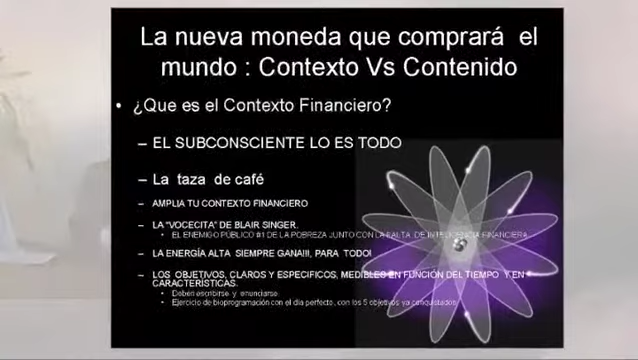 La nueva moneda que comprará el
mundo : Contexto Vs Contenido
• ¿Que es el Contexto Financiero?
– EL SUBCONSCIENTE LO ES TODO
– La taza de café
– AMPLIA TU CONTEXTO FINANCIERO
– LA "VOCECITA" DE BLAIR SINGER.
• EL ENEMIGO PÚBLICO #1 DE LA POBREZA JUNTO CON LA FALTA DE INTELIGENCIA FINANCIERA
– LA ENERGÍA ALTA SIEMPRE GANA!!!, PARA TODO!
– LOS OBJETIVOS, CLAROS Y ESPECIFICOS, MEDIBLES EN FUNCIÓN DEL TIEMPO Y EN
CARACTERÍSTICAS.
• Deben escribirse y enunciarse
• Ejercicio de bioprogramación con el día perfecto, con los 5 objetivos ya conquistados